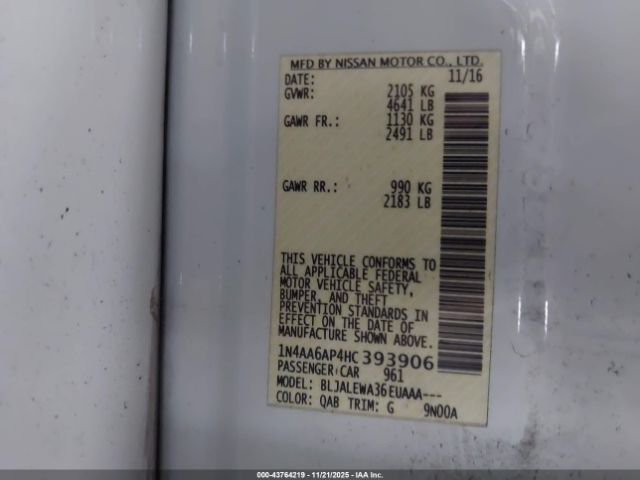 MFD BY NISSAN MOTOR CO., LTD.
DATE: 11/16
GVWR: 2105 KG
4641 LB
GAWR FR.: 1130 KG
2491 LB
GAWR RR.: 990 KG
2183 LB
THIS VEHICLE CONFORMS TO
ALL APPLICABLE FEDERAL
MOTOR VEHICLE SAFETY,
BUMPER, AND THEFT
PREVENTION STANDARDS IN
EFFECT ON THE DATE OF
MANUFACTURE SHOWN ABOVE.
1N4AA6AP4HC393906
PASSENGER CAR 961
MODEL: BLJALEWA36EUAAA---
COLOR: QAB TRIM: G 9N00A
000-43764219 - 11/21/2025 - IAA Inc.